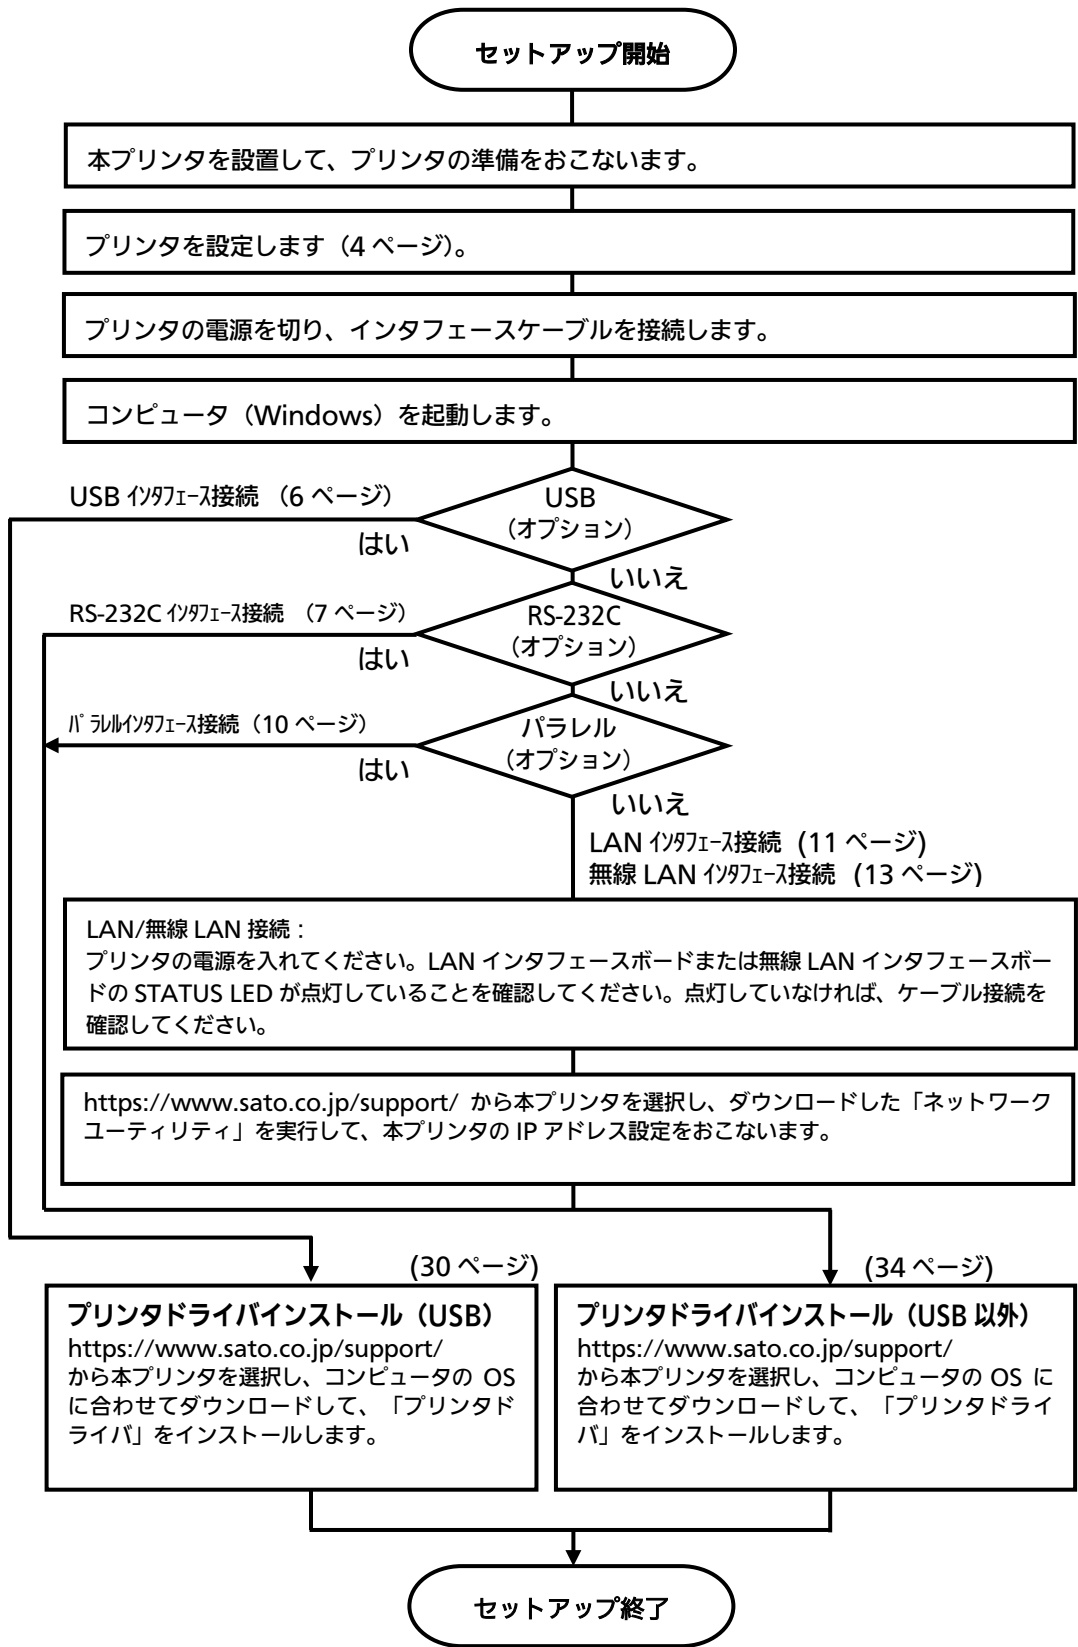 セットアップ開始
本プリンタを設置して、プリンタの準備をおこないます。
プリンタを設定します（4 ページ）。
プリンタの電源を切り、インタフェースケーブルを接続します。
コンピュータ（Windows）を起動します。
USB ｲﾝﾀﾌｪｰｽ接続 （6 ページ）
USB
（オプション）
はい
いいえ
RS-232C ｲﾝﾀﾌｪｰｽ接続 （7 ページ）
RS-232C
（オプション）
はい
いいえ
ﾊﾟﾗﾚﾙｲﾝﾀﾌｪｰｽ接続（10 ページ）
パラレル
（オプション）
はい
いいえ
LAN ｲﾝﾀﾌｪｰｽ接続 (11 ページ)
無線 LAN ｲﾝﾀﾌｪｰｽ接続 (13 ページ)
LAN/無線 LAN 接続：
プリンタの電源を入れてください。LAN インタフェースボードまたは無線 LAN インタフェースボー
ドの STATUS LED が点灯していることを確認してください。点灯していなければ、ケーブル接続を
確認してください。
https://www.sato.co.jp/support/ から本プリンタを選択し、ダウンロードした「ネットワーク
ユーティリティ」を実行して、本プリンタの IP アドレス設定をおこないます。
(30 ページ)
プリンタドライバインストール（USB）
https://www.sato.co.jp/support/
から本プリンタを選択し、コンピュータの OS
に合わせてダウンロードして、「プリンタド
ライバ」をインストールします。
(34 ページ)
プリンタドライバインストール（USB 以外）
https://www.sato.co.jp/support/
から本プリンタを選択し、コンピュータの OS に
合わせてダウンロードして、「プリンタドライ
バ」をインストールします。
セットアップ終了